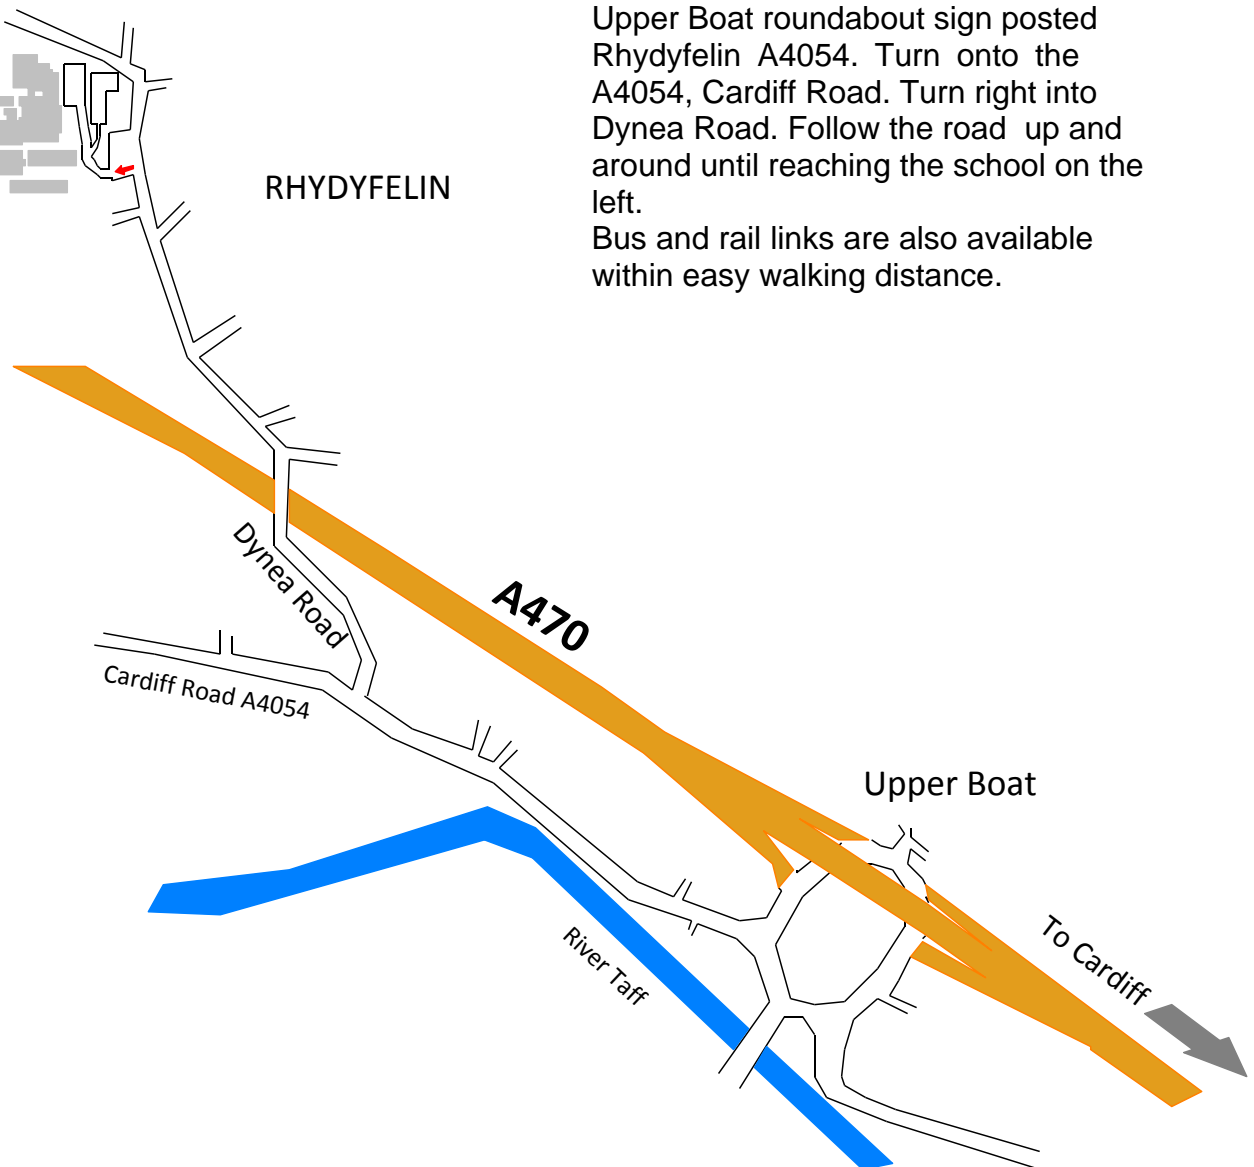 Upper Boat roundabout sign posted
Rhydyfelin A4054. Turn onto the
A4054, Cardiff Road. Turn right into
Dynea Road. Follow the road up and
around until reaching the school on the
left.
Bus and rail links are also available
within easy walking distance.
RHYDYFELIN
Dynea Road
A470
Cardiff Road A4054
Upper Boat
River Taff
To Cardiff